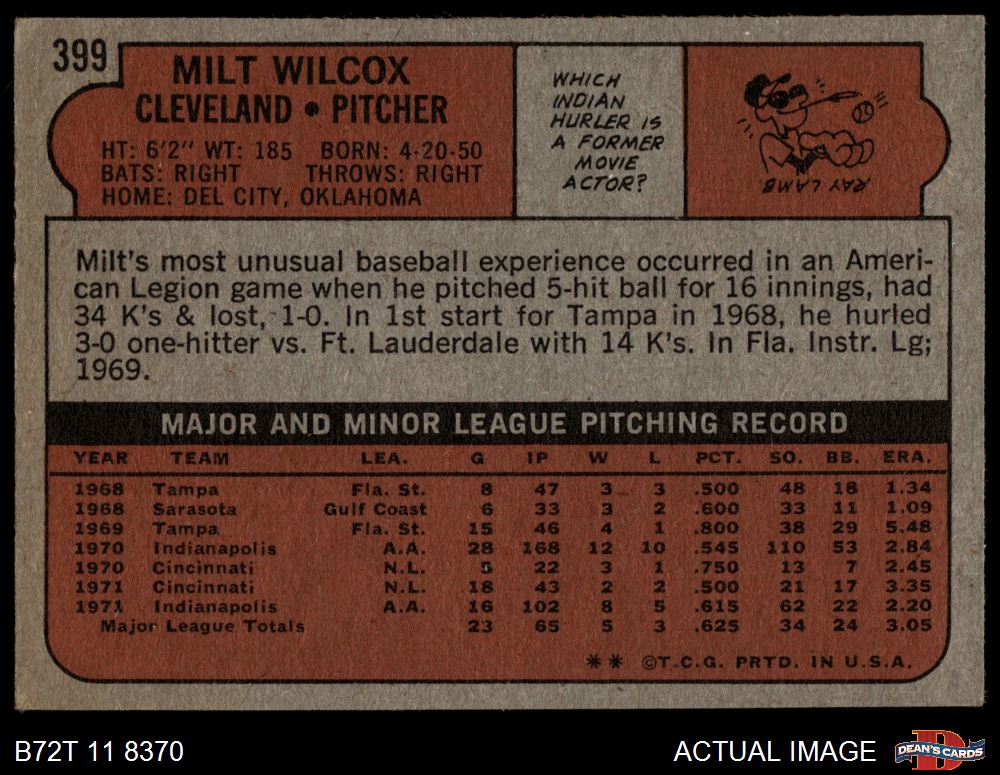 399
MILT WILCOX
CLEVELAND • PITCHER
HT: 6'2" WT: 185 BORN: 4-20-50
BATS: RIGHT THROWS: RIGHT
HOME: DEL CITY, OKLAHOMA
WHICH
INDIAN
HURLER IS
A FORMER
MOVIE
ACTOR?
RAY LAMB
Milt's most unusual baseball experience occurred in an Ameri-
can Legion game when he pitched 5-hit ball for 16 innings, had
34 K's & lost, 1-0. In 1st start for Tampa in 1968, he hurled
3-0 one-hitter vs. Ft. Lauderdale with 14 K's. In Fla. Instr. Lg;
1969.
MAJOR AND MINOR LEAGUE PITCHING RECORD
YEAR TEAM LEA. G IP W L PCT. SO. BB. ERA.
1968 Tampa Fla. St. 8 47 3 3 .500 48 18 1.34
1968 Sarasota Gulf Coast 6 33 3 2 .600 33 11 1.09
1969 Tampa Fla. St. 15 46 4 1 .800 38 29 5.48
1970 Indianapolis A.A. 28 168 12 10 .545 110 53 2.84
1970 Cincinnati N.L. 5 22 3 1 .750 13 7 2.45
1971 Cincinnati N.L. 18 43 2 2 .500 21 17 3.35
1971 Indianapolis A.A. 16 102 8 5 .615 62 22 2.20
Major League Totals 23 65 5 3 .625 34 24 3.05
** ©T.C.G. PRTD. IN U.S.A.
B72T 11 8370
ACTUAL IMAGE
DEAN'S CARDS